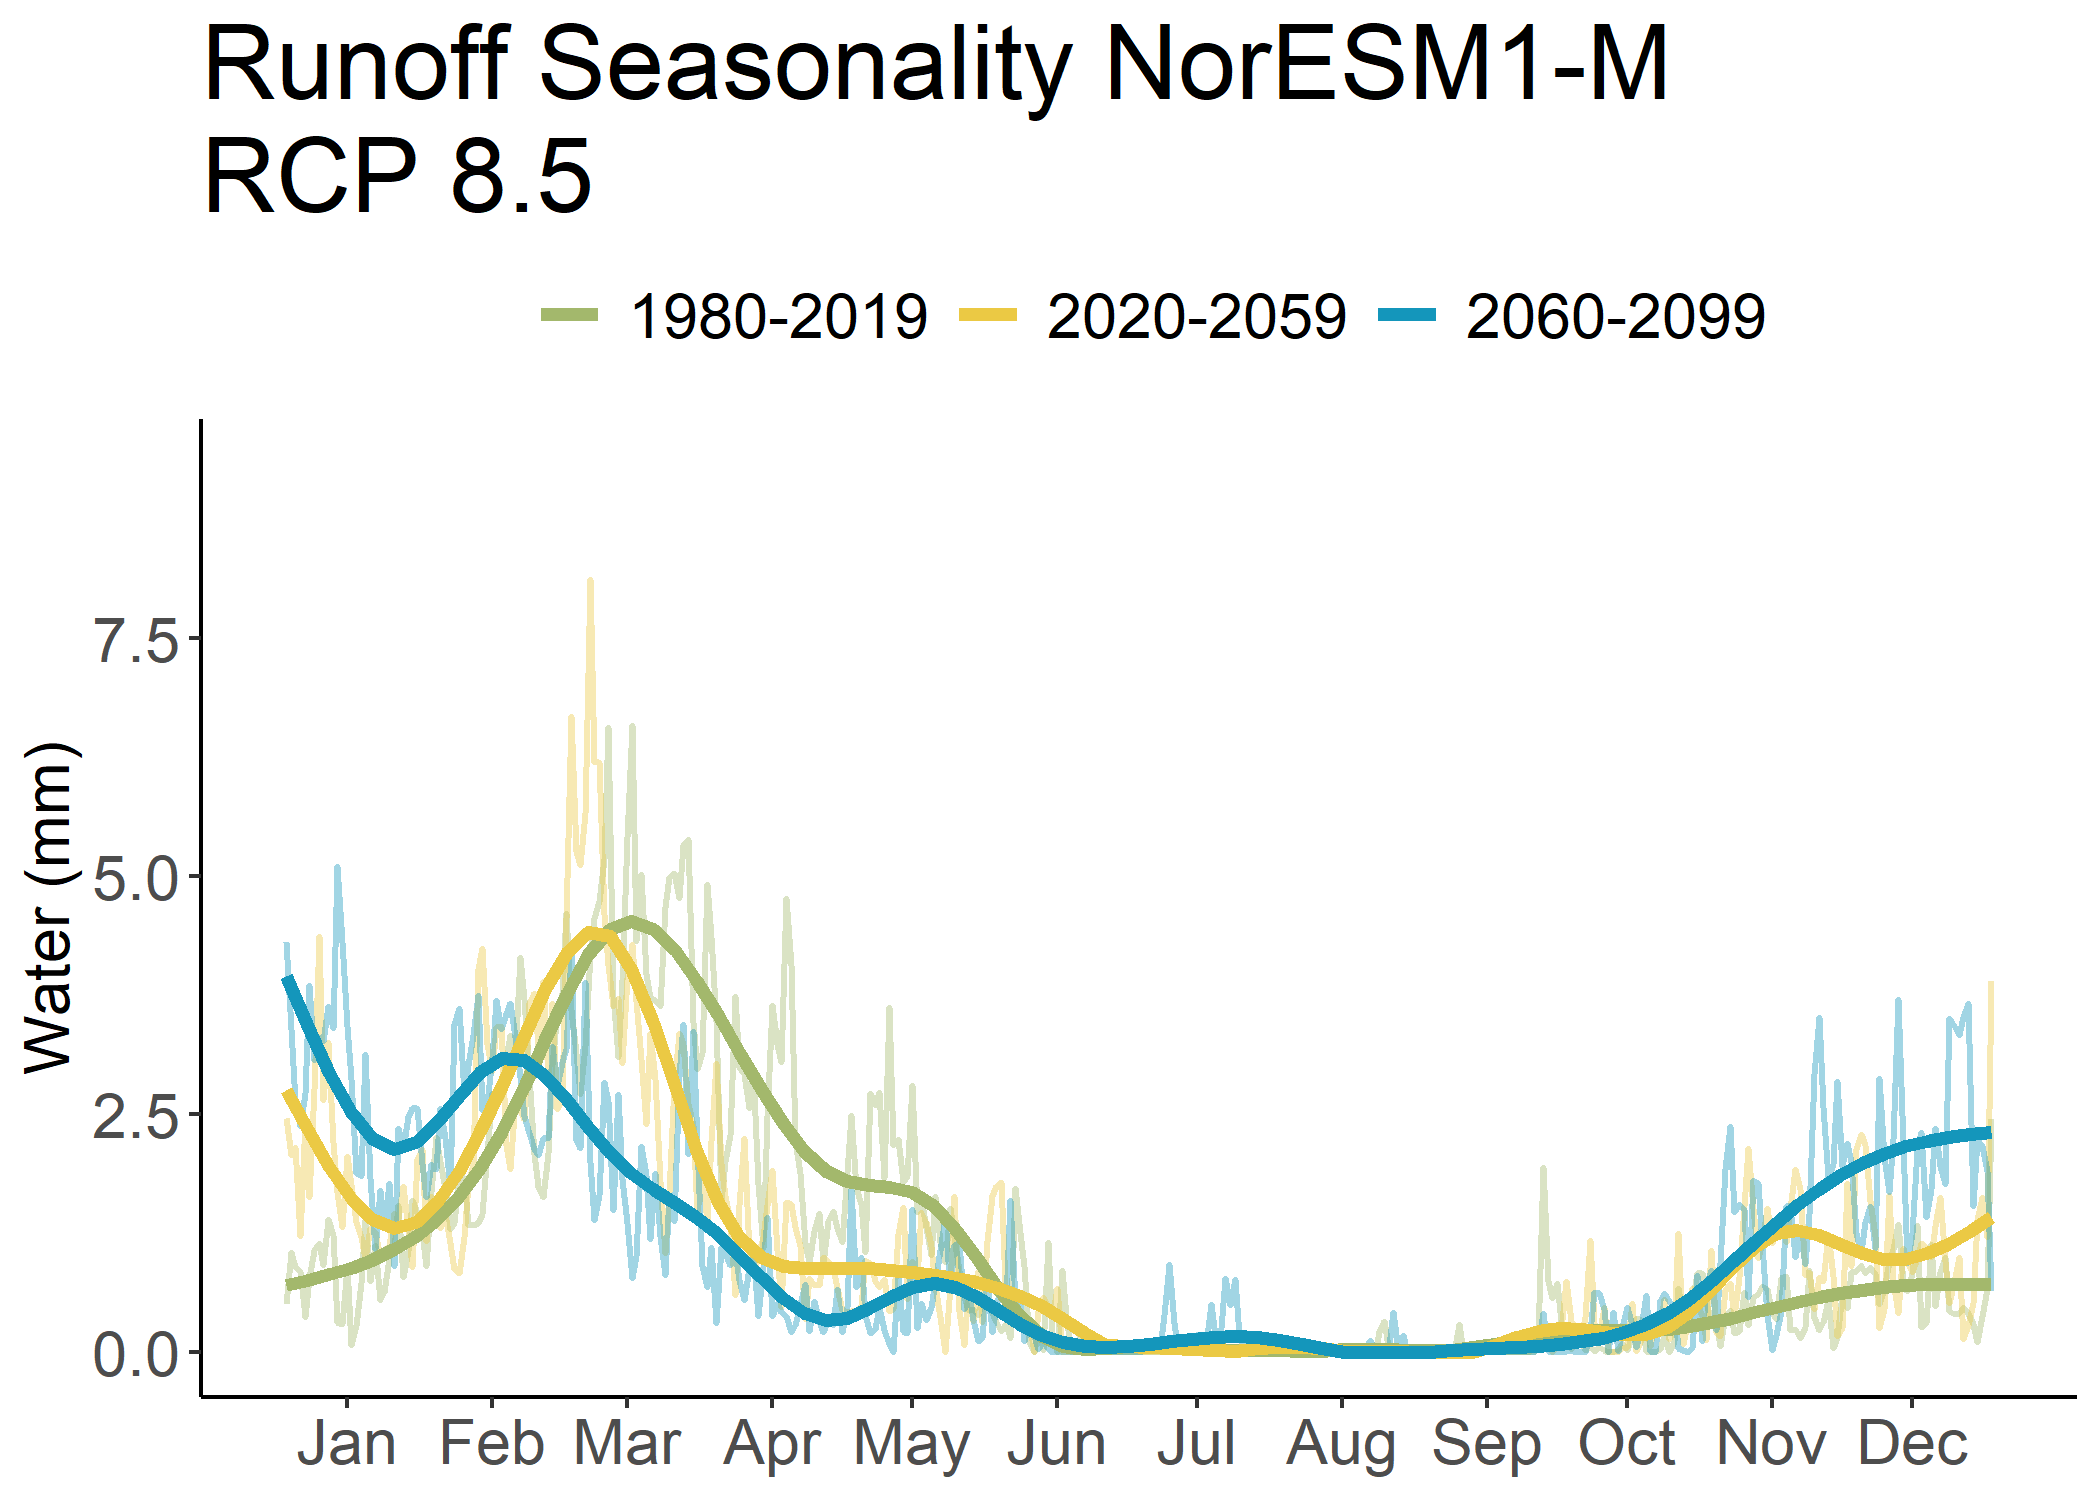 Runoff Seasonality NorESM1-M
RCP 8.5
1980-2019 2020-2059 2060-2099
Water (mm)
7.5
5.0
2.5
0.0
Jan Feb Mar Apr May Jun Jul Aug Sep Oct Nov Dec